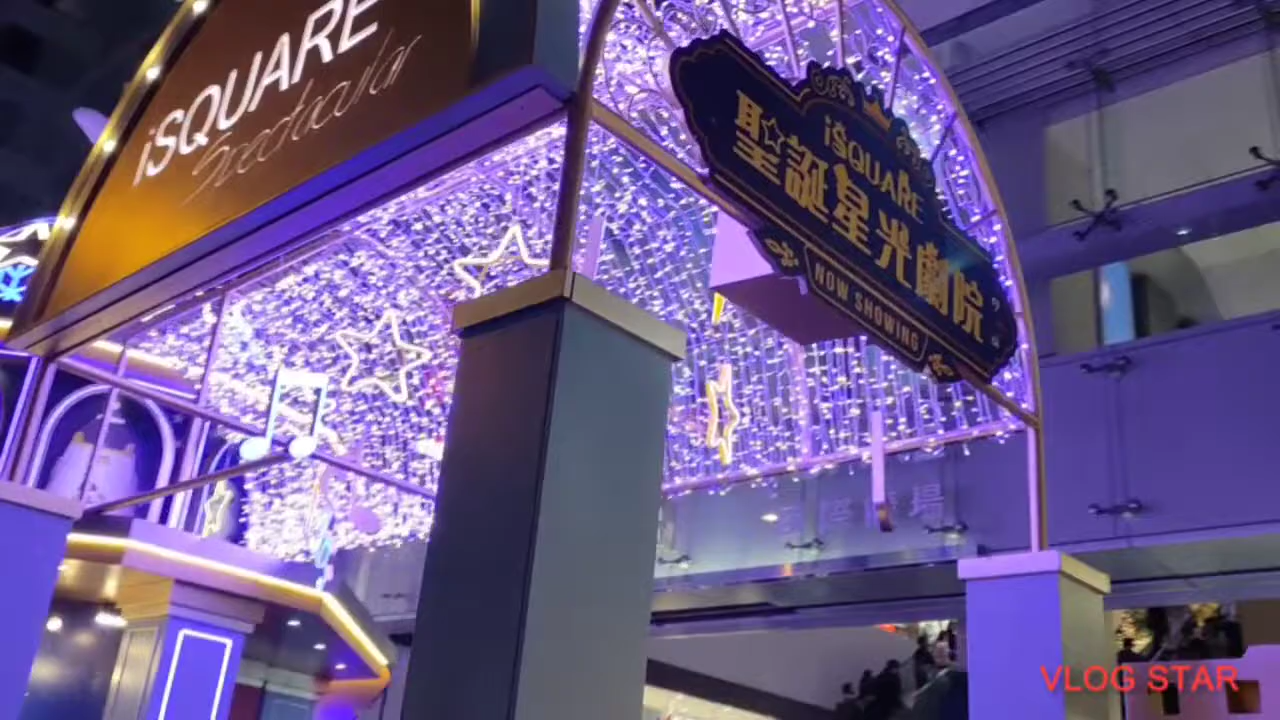 iSQUARE
Spectacular
iSQUARE
聖誕星光劇院
NOW SHOWING
VLOG STAR